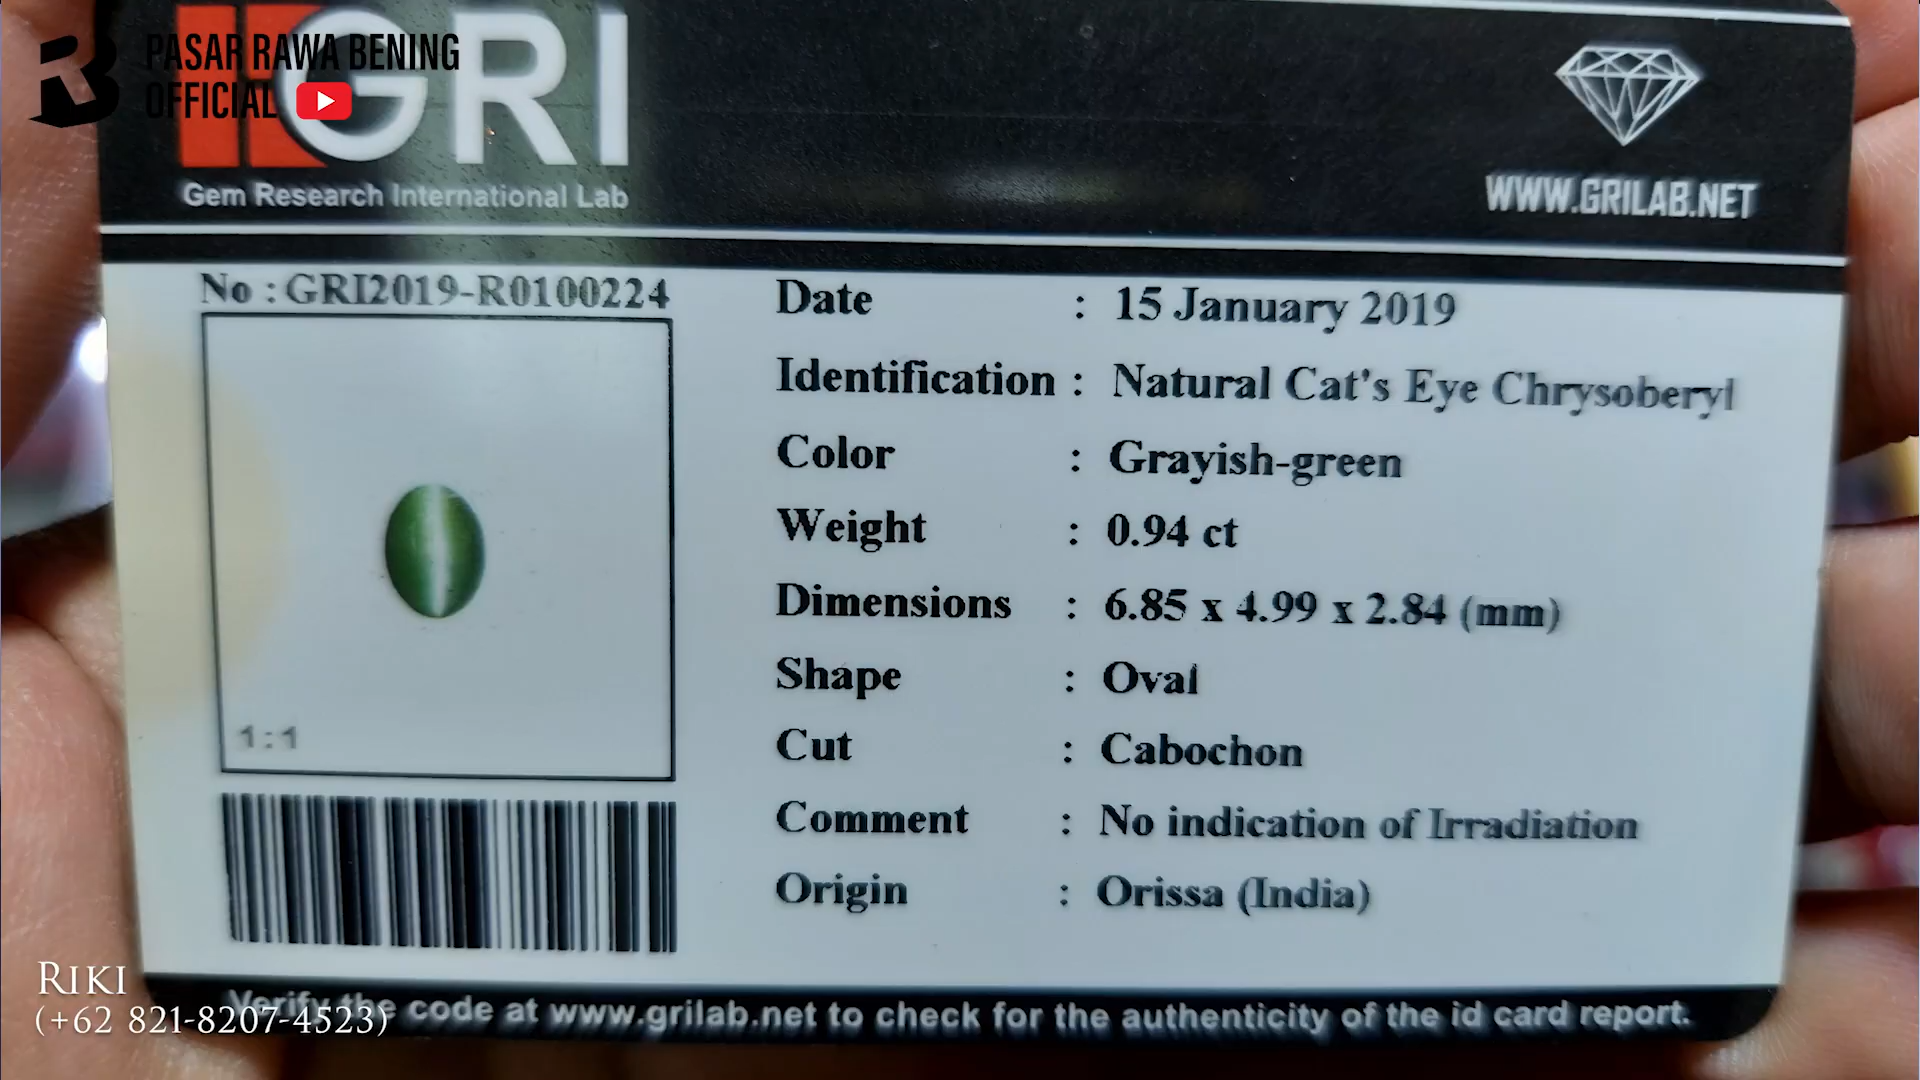 PASAR RAWA BENING
OFFICIAL
GRI
Gem Research International Lab
WWW.GRILAB.NET
No : GRI2019-R0100224
1:1
Date : 15 January 2019
Identification : Natural Cat's Eye Chrysoberyl
Color : Grayish-green
Weight : 0.94 ct
Dimensions : 6.85 x 4.99 x 2.84 (mm)
Shape : Oval
Cut : Cabochon
Comment : No indication of Irradiation
Origin : Orissa (India)
Verify the code at www.grilab.net to check for the authenticity of the id card report.
RIKI
(+62 821-8207-4523)